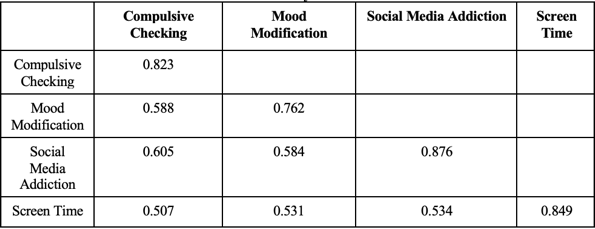 Compulsive Mood Social Media Addiction Screen
Checking Modification Time
Compulsive 0.823
Checking
Mood 0.588 0.762
Modification
Social 0.605 0.584 0.876
Media
Addiction
Screen Time 0.507 0.531 0.534 0.849